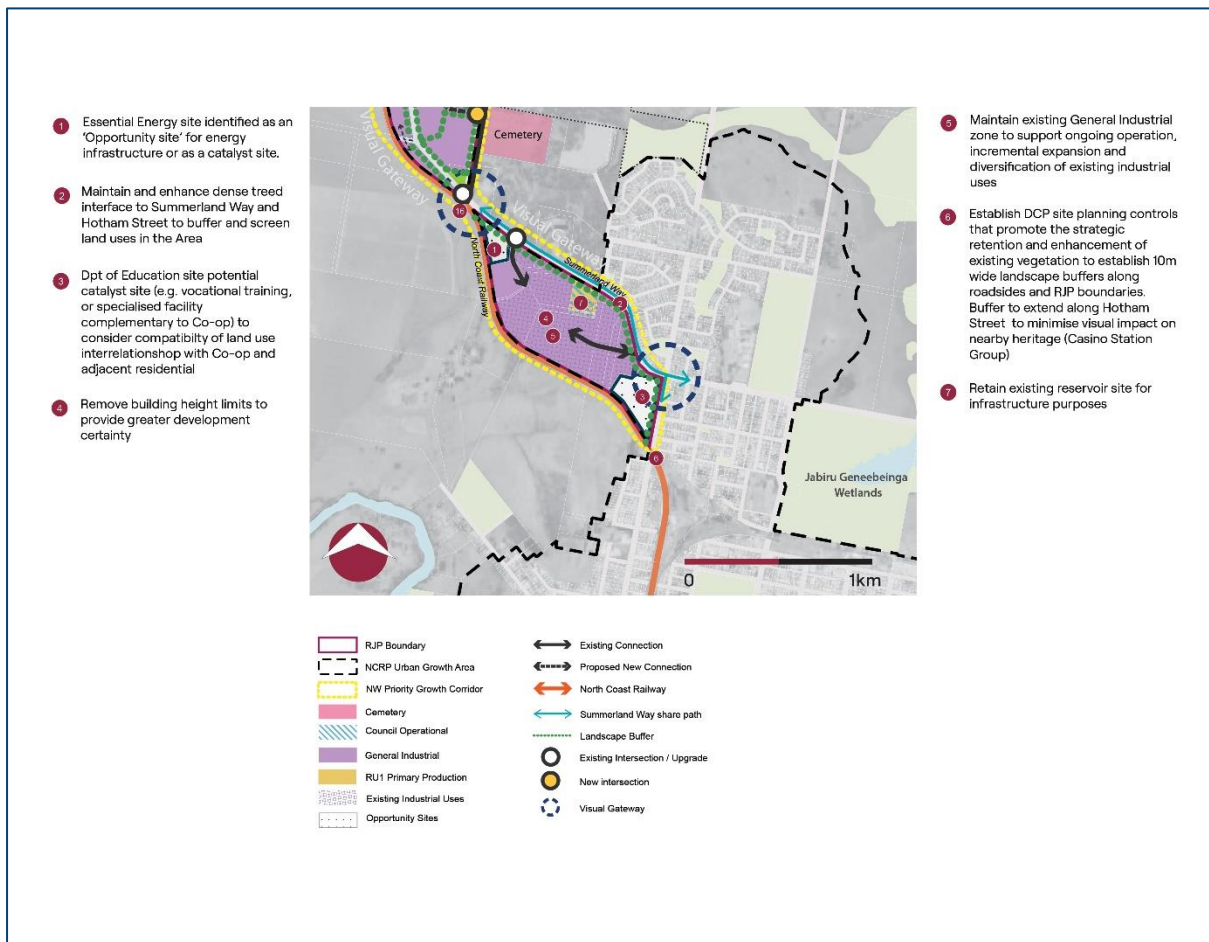 1
Essential Energy site identified as an
‘Opportunity site’ for energy
infrastructure or as a catalyst site.
2
Maintain and enhance dense treed
interface to Summerland Way and
Hotham Street to buffer and screen
land uses in the Area
3
Dpt of Education site potential
catalyst site (e.g. vocational training,
or specialised facility
complementary to Co-op) to
consider compatibilty of land use
interrelationshop with Co-op and
adjacent residential
4
Remove building height limits to
provide greater development
certainty
Cemetery
Visual Gateway
16
Visual Gateway
1
Summerland Way
North Coast Railway
7
2
4
5
3
6
Jabiru Geneebeinga
Wetlands
0
1km
5
Maintain existing General Industrial
zone to support ongoing operation,
incremental expansion and
diversification of existing industrial
uses
6
Establish DCP site planning controls
that promote the strategic
retention and enhancement of
existing vegetation to establish 10m
wide landscape buffers along
roadsides and RJP boundaries.
Buffer to extend along Hotham
Street to minimise visual impact on
nearby heritage (Casino Station
Group)
7
Retain existing reservoir site for
infrastructure purposes
RJP Boundary
NCRP Urban Growth Area
NW Priority Growth Corridor
Cemetery
Council Operational
General Industrial
RU1 Primary Production
Existing Industrial Uses
Opportunity Sites
Existing Connection
Proposed New Connection
North Coast Railway
Summerland Way share path
Landscape Buffer
Existing Intersection / Upgrade
New intersection
Visual Gateway